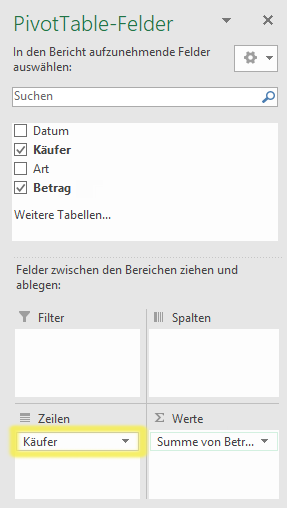 PivotTable-Felder
In den Bericht aufzunehmende Felder
auswählen:
Suchen
Datum
Käufer
Art
Betrag
Weitere Tabellen...
Felder zwischen den Bereichen ziehen und
ablegen:
Filter
Spalten
Zeilen
Käufer
Σ Werte
Summe von Betr...